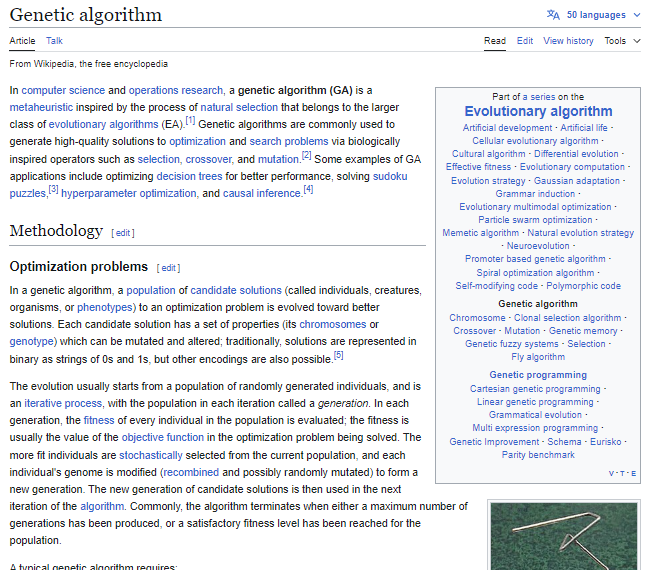 Genetic algorithm
50 languages
Article Talk
Read Edit View history Tools
From Wikipedia, the free encyclopedia
In computer science and operations research, a genetic algorithm (GA) is a
metaheuristic inspired by the process of natural selection that belongs to the larger
class of evolutionary algorithms (EA).[1] Genetic algorithms are commonly used to
generate high-quality solutions to optimization and search problems via biologically
inspired operators such as selection, crossover, and mutation.[2] Some examples of GA
applications include optimizing decision trees for better performance, solving sudoku
puzzles,[3] hyperparameter optimization, and causal inference.[4]
Methodology [ edit ]
Optimization problems [ edit ]
In a genetic algorithm, a population of candidate solutions (called individuals, creatures,
organisms, or phenotypes) to an optimization problem is evolved toward better
solutions. Each candidate solution has a set of properties (its chromosomes or
genotype) which can be mutated and altered; traditionally, solutions are represented in
binary as strings of 0s and 1s, but other encodings are also possible.[5]
The evolution usually starts from a population of randomly generated individuals, and is
an iterative process, with the population in each iteration called a generation. In each
generation, the fitness of every individual in the population is evaluated; the fitness is
usually the value of the objective function in the optimization problem being solved. The
more fit individuals are stochastically selected from the current population, and each
individual's genome is modified (recombined and possibly randomly mutated) to form a
new generation. The new generation of candidate solutions is then used in the next
iteration of the algorithm. Commonly, the algorithm terminates when either a maximum number of
generations has been produced, or a satisfactory fitness level has been reached for the
population.
A typical genetic algorithm requires:
Part of a series on the
Evolutionary algorithm
Artificial development · Artificial life ·
Cellular evolutionary algorithm ·
Cultural algorithm · Differential evolution ·
Effective fitness · Evolutionary computation ·
Evolution strategy · Gaussian adaptation ·
Grammar induction ·
Evolutionary multimodal optimization ·
Particle swarm optimization ·
Memetic algorithm · Natural evolution strategy
· Neuroevolution ·
Promoter based genetic algorithm ·
Spiral optimization algorithm ·
Self-modifying code · Polymorphic code
Genetic algorithm
Chromosome · Clonal selection algorithm ·
Crossover · Mutation · Genetic memory ·
Genetic fuzzy systems · Selection ·
Fly algorithm
Genetic programming
Cartesian genetic programming ·
Linear genetic programming ·
Grammatical evolution ·
Multi expression programming ·
Genetic Improvement · Schema · Eurisko ·
Parity benchmark
V · T · E